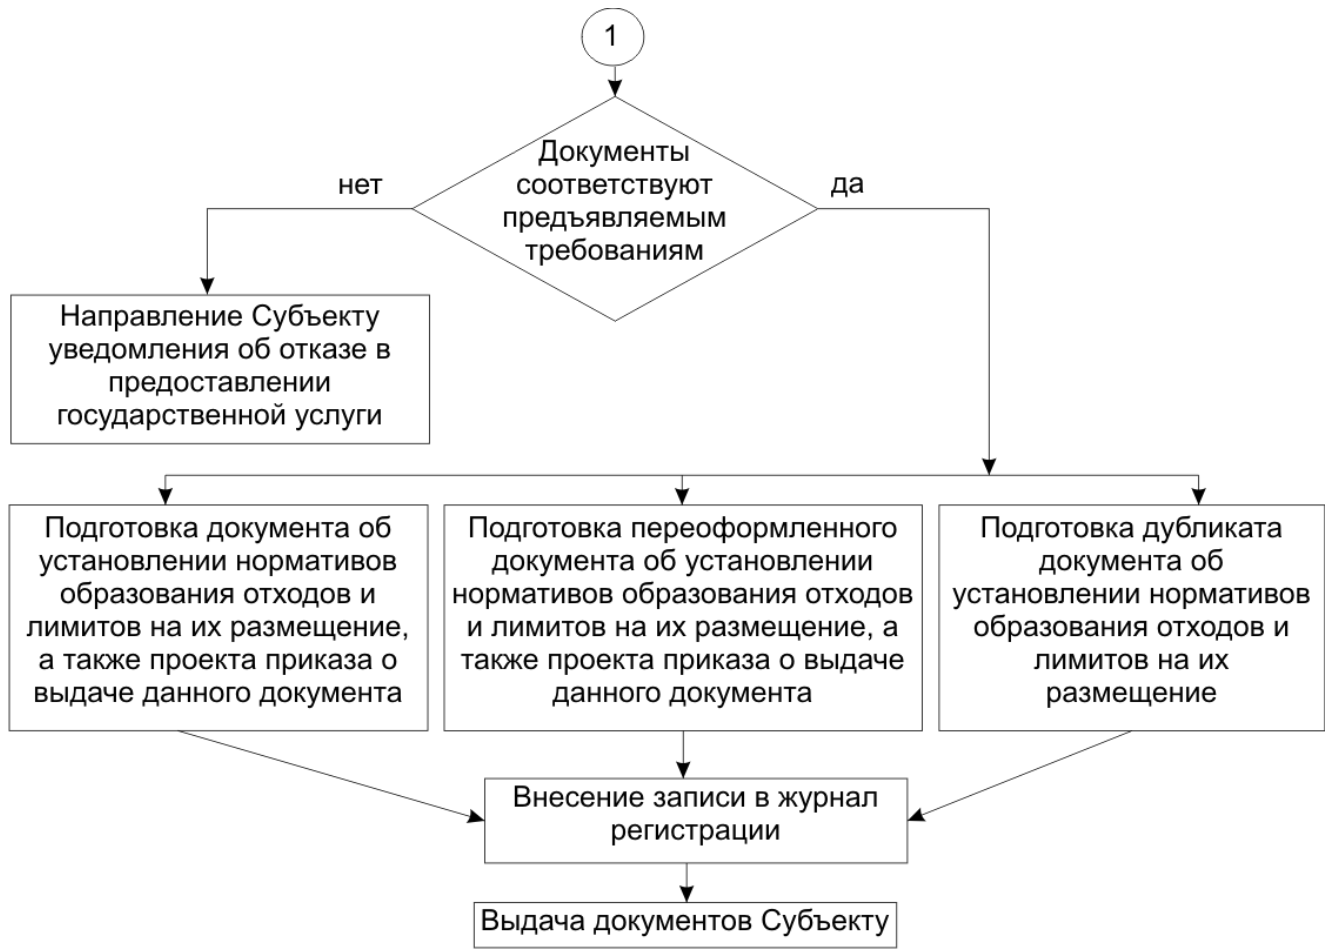 1
Документы
соответствуют
предъявляемым
требованиям
нет
да
Направление Субъекту
уведомления об отказе в
предоставлении
государственной услуги
Подготовка документа об
установлении нормативов
образования отходов и
лимитов на их размещение,
а также проекта приказа о
выдаче данного документа
Подготовка переоформленного
документа об установлении
нормативов образования отходов
и лимитов на их размещение, а
также проекта приказа о выдаче
данного документа
Подготовка дубликата
документа об
установлении нормативов
образования отходов и
лимитов на их
размещение
Внесение записи в журнал
регистрации
Выдача документов Субъекту